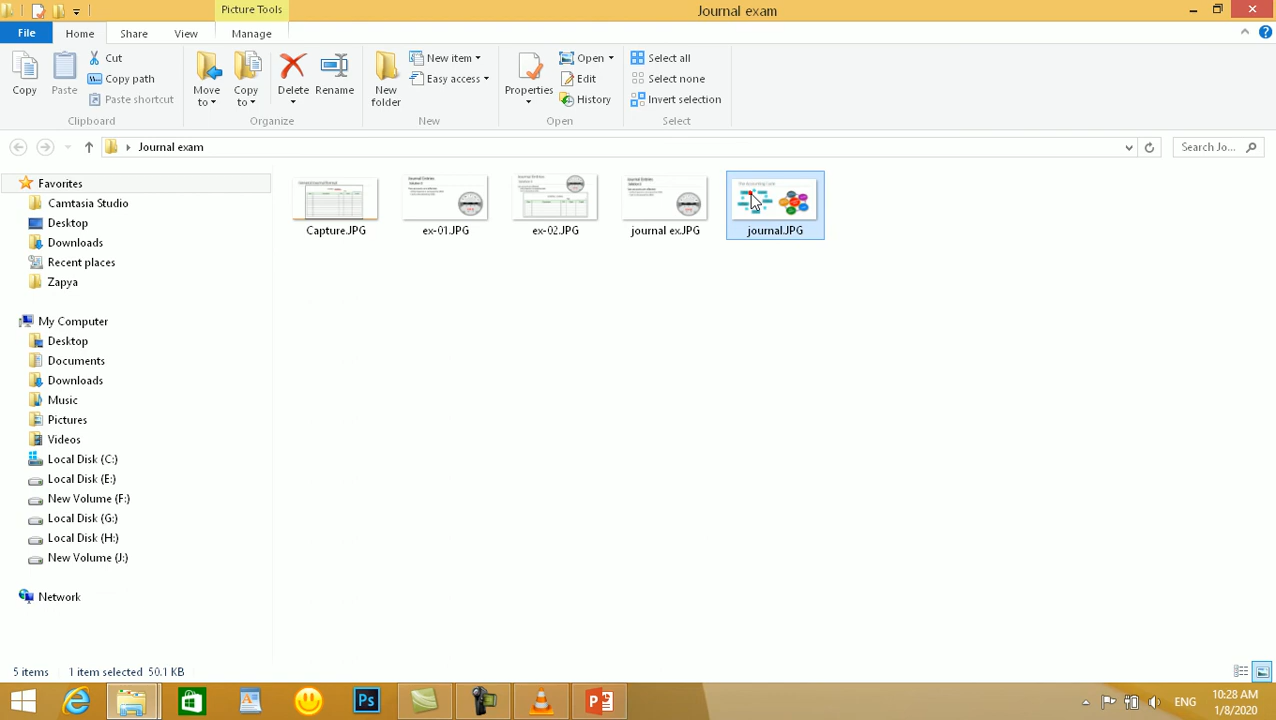 Picture Tools
Journal exam
File
Home
Share
View
Manage
Copy
Paste
Cut
Copy path
Paste shortcut
Clipboard
Move to
Copy to
Delete
Rename
Organize
New folder
New item
Easy access
New
Properties
Open
Edit
History
Open
Select all
Select none
Invert selection
Select
Journal exam
Search Jo...
Favorites
Camtasia Studio
Desktop
Downloads
Recent places
Zapya
My Computer
Desktop
Documents
Downloads
Music
Pictures
Videos
Local Disk (C:)
Local Disk (E:)
New Volume (F:)
Local Disk (G:)
Local Disk (H:)
New Volume (J:)
Network
Capture.JPG
ex-01.JPG
ex-02.JPG
journal ex.JPG
journal.JPG
5 items
1 item selected 50.1 KB
Ps
ENG
10:28 AM
1/8/2020